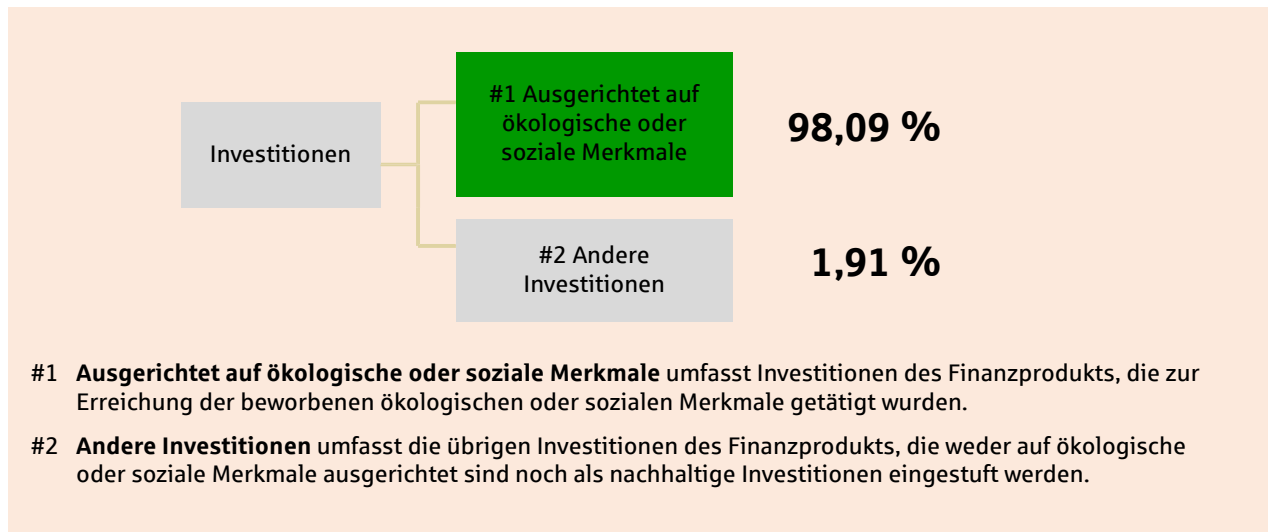 #1 Ausgerichtet auf
ökologische oder
soziale Merkmale
98,09 %
Investitionen
#2 Andere
Investitionen
1,91 %
#1 Ausgerichtet auf ökologische oder soziale Merkmale umfasst Investitionen des Finanzprodukts, die zur
Erreichung der beworbenen ökologischen oder sozialen Merkmale getätigt wurden.
#2 Andere Investitionen umfasst die übrigen Investitionen des Finanzprodukts, die weder auf ökologische
oder soziale Merkmale ausgerichtet sind noch als nachhaltige Investitionen eingestuft werden.